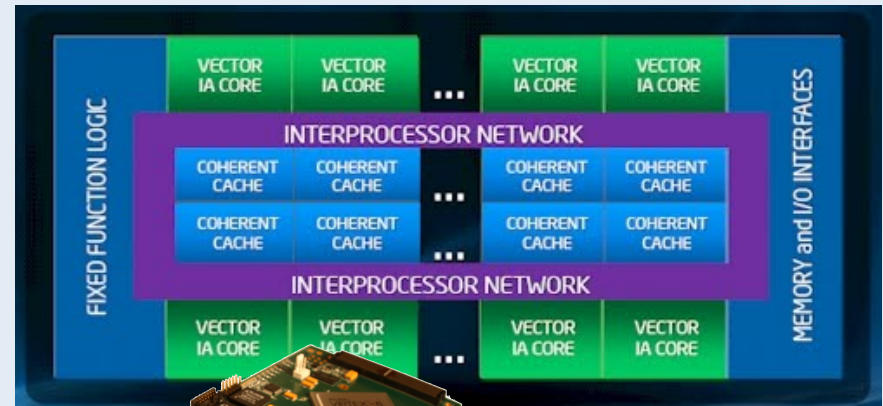 FIXED FUNCTION LOGIC
VECTOR
IA CORE
VECTOR
IA CORE
...
VECTOR
IA CORE
VECTOR
IA CORE
INTERPROCESSOR NETWORK
COHERENT
CACHE
COHERENT
CACHE
...
COHERENT
CACHE
COHERENT
CACHE
COHERENT
CACHE
COHERENT
CACHE
...
COHERENT
CACHE
COHERENT
CACHE
INTERPROCESSOR NETWORK
VECTOR
IA CORE
VECTOR
IA CORE
...
VECTOR
IA CORE
VECTOR
IA CORE
MEMORY and I/O INTERFACES